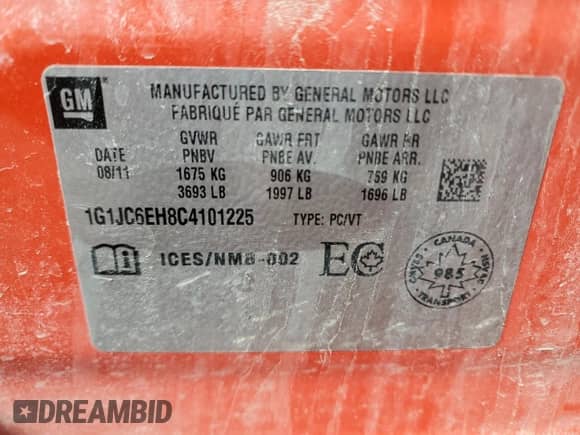 GM
MANUFACTURED BY GENERAL MOTORS LLC
FABRIQUÉ PAR GENERAL MOTORS LLC
DATE
08/11
GVWR
PNBV
1675 KG
3693 LB
GAWR FRT
PNBE AV.
906 KG
1997 LB
GAWR RR
PNBE ARR.
769 KG
1696 LB
1G1JC6EH8C4101225 TYPE: PC/VT
ICES/NMB-002 EC
CANADA
985
TRANSPORT
DREAMBID